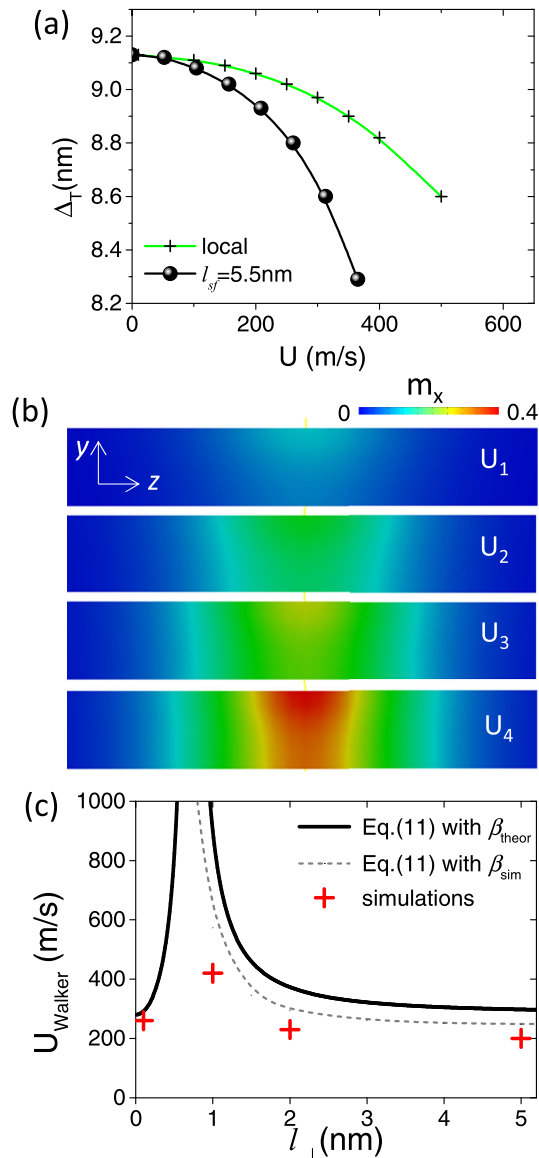 (a)
9.2
9.0
8.8
8.6
8.4
8.2
Δ_T(nm)
local
l_sf=5.5nm
0 200 400 600
U (m/s)
(b)
m_x
0 0.4
y
z
U_1
U_2
U_3
U_4
(c)
1000
800
600
400
200
0
U_Walker (m/s)
Eq.(11) with β_theor
Eq.(11) with β_sim
simulations
0 1 2 3 4 5
l_⊥(nm)